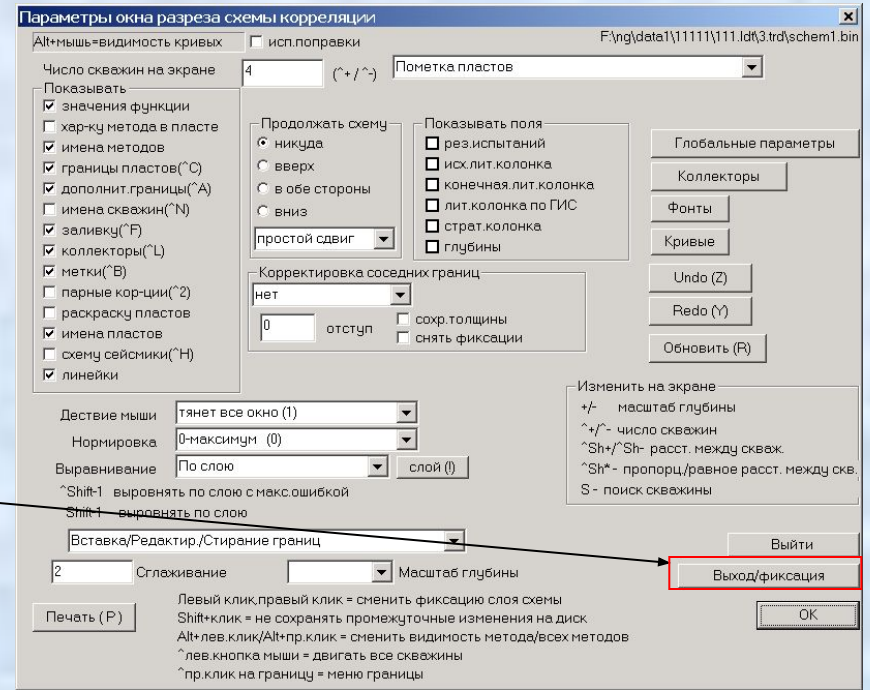 Параметры окна разреза схемы корреляции
Alt+мышь=видимость кривых
исп.поправки
F:\ng\data1\11111\111.ldt\3.trd\schem1.bin
Число скважин на экране 4 (^+ / ^-) Пометка пластов
Показывать
значения функции
хар-ку метода в пласте
имена методов
границы пластов(^C)
дополнит.границы(^A)
имена скважин(^N)
заливку(^F)
коллекторы(^L)
метки(^B)
парные кор-ции(^2)
раскраску пластов
имена пластов
схему сейсмики(^H)
линейки
Продолжать схему
никуда
вверх
в обе стороны
вниз
простой сдвиг
Показывать поля
рез.испытаний
исх.лит.колонка
конечная.лит.колонка
лит.колонка по ГИС
страт.колонка
глубины
Корректировка соседних границ
нет
0 отступ
сохр.толщины
снять фиксации
Глобальные параметры
Коллекторы
Фонты
Кривые
Undo (Z)
Redo (Y)
Обновить (R)
Изменить на экране
+/- масштаб глубины
^+/^- число скважин
^Sh+/^Sh- расст. между скваж.
^Sh* - пропорц./равное расст. между скв.
S - поиск скважины
Дествие мыши тянет все окно (1)
Нормировка 0-максимум (0)
Выравнивание По слою слой (!)
^Shift-1 выровнять по слою с макс.ошибкой
Shift-1 выровнять по слою
Вставка/Редактир./Стирание границ
2 Сглаживание Масштаб глубины
Выйти
Выход/фиксация
OK
Печать ( P )
Левый клик,правый клик = сменить фиксацию слоя схемы
Shift+клик = не сохранять промежуточные изменения на диск
Alt+лев.клик/Alt+пр.клик = сменить видимость метода/всех методов
^лев.кнопка мыши = двигать все скважины
^пр.клик на границу = меню границы